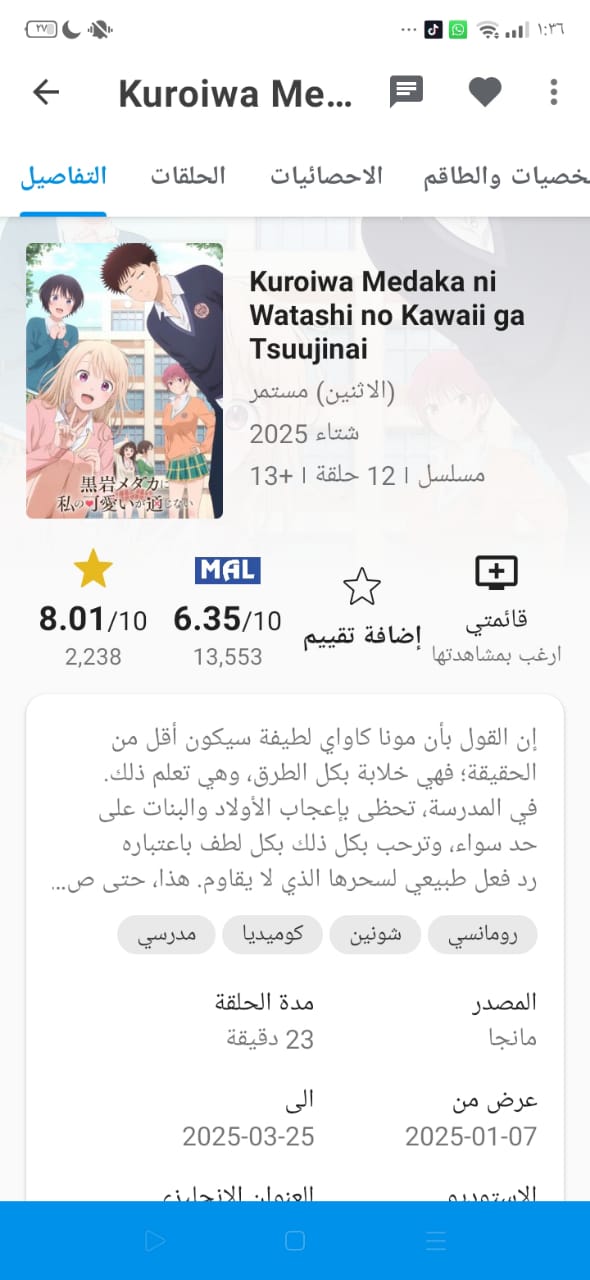 ٢٧
١:٣٦
Kuroiwa Me...
التفاصيل
الحلقات
الاحصائيات
خصيات والطاقم
Kuroiwa Medaka ni
Watashi no Kawaii ga
Tsuujinai
(الاثنين) مستمر
شتاء 2025
مسلسل | 12 حلقة | +13
黒岩メダカに
私の可愛いが通じない
8.01/10
2,238
MAL
6.35/10
13,553
إضافة تقييم
قائمتي
ارغب بمشاهدتها
إن القول بأن مونا كاواي لطيفة سيكون أقل من
الحقيقة؛ فهي خلابة بكل الطرق، وهي تعلم ذلك.
في المدرسة، تحظى بإعجاب الأولاد والبنات على
حد سواء، وترحب بكل ذلك بكل لطف باعتباره
رد فعل طبيعي لسحرها الذي لا يقاوم. هذا، حتى ص...
رومانسي
شونين
كوميديا
مدرسي
المصدر
مانجا
مدة الحلقة
23 دقيقة
عرض من
2025-01-07
الى
2025-03-25
الاستوديو
العنوان الانجليزي